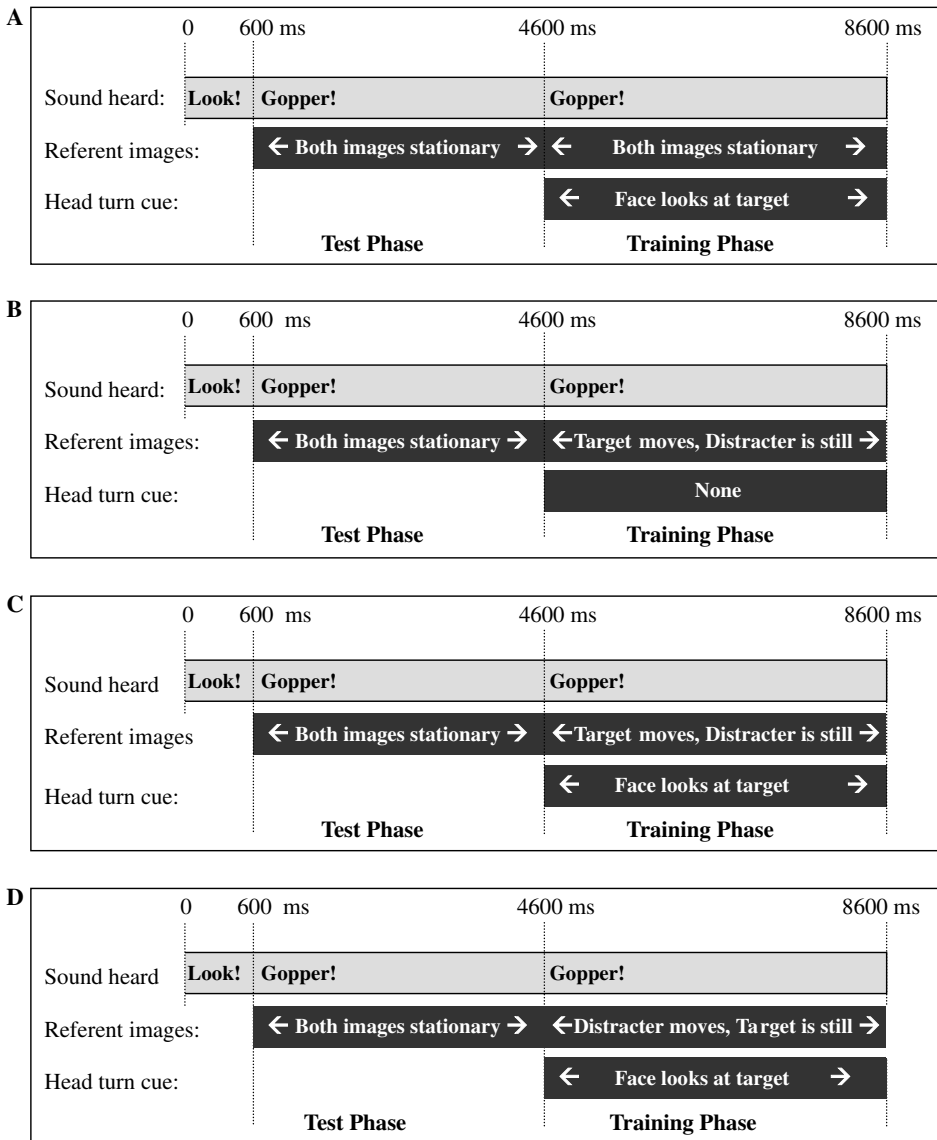 A
0 600 ms 4600 ms 8600 ms
Sound heard: Look! Gopper! Gopper!
Referent images: ← Both images stationary → ← Both images stationary →
Head turn cue: ← Face looks at target →
Test Phase Training Phase
B
0 600 ms 4600 ms 8600 ms
Sound heard: Look! Gopper! Gopper!
Referent images: ← Both images stationary → ←Target moves, Distracter is still→
Head turn cue: None
Test Phase Training Phase
C
0 600 ms 4600 ms 8600 ms
Sound heard Look! Gopper! Gopper!
Referent images ← Both images stationary → ←Target moves, Distracter is still→
Head turn cue: ← Face looks at target →
Test Phase Training Phase
D
0 600 ms 4600 ms 8600 ms
Sound heard Look! Gopper! Gopper!
Referent images: ← Both images stationary → ←Distracter moves, Target is still→
Head turn cue: ← Face looks at target →
Test Phase Training Phase